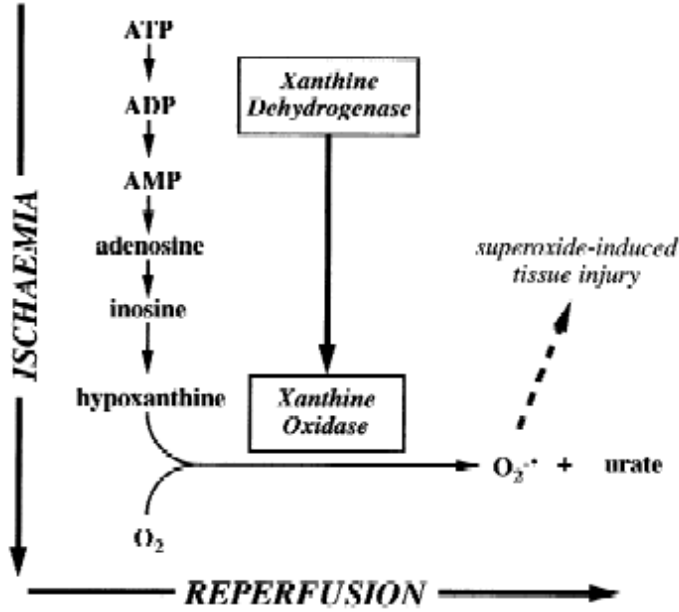 ATP
ADP
AMP
adenosine
inosine
hypoxanthine
O₂
Xanthine
Dehydrogenase
Xanthine
Oxidase
superoxide-induced
tissue injury
O₂⁻• + urate
ISCHAEMIA
REPERFUSION